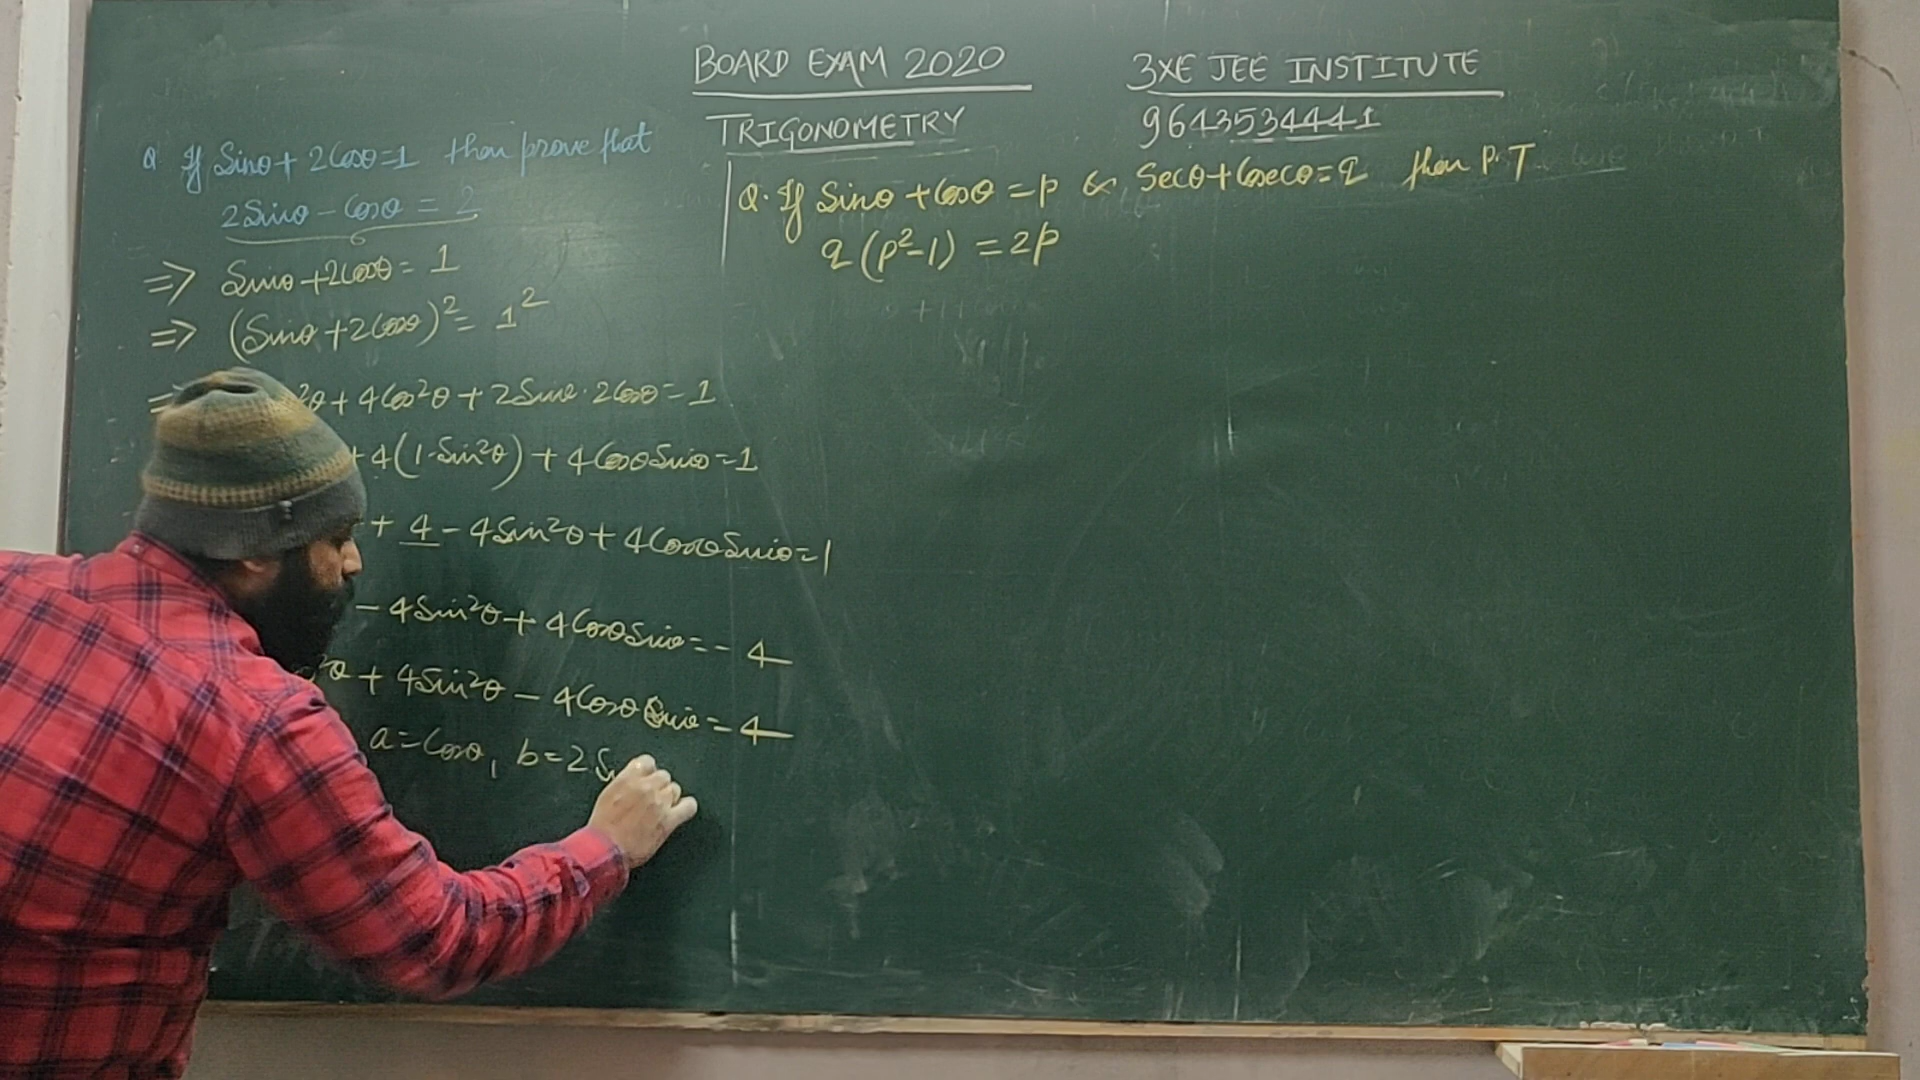 BOARD EXAM 2020
3XE JEE INSTITUTE
TRIGONOMETRY
9643534441
Q If Sinθ + 2Cosθ = 1 then prove that
2Sinθ - Cosθ = 2
=> Sinθ + 2Cosθ = 1
=> (Sinθ + 2Cosθ)² = 1²
²θ + 4Cos²θ + 2Sinθ · 2Cosθ = 1
+ 4(1-Sin²θ) + 4CosθSinθ = 1
+ 4 - 4Sin²θ + 4CosθSinθ = 1
- 4Sin²θ + 4CosθSinθ = - 4
²θ + 4Sin²θ - 4CosθSinθ = 4
a = Cosθ, b = 2 S
Q. If Sinθ + Cosθ = p & Secθ + Cosecθ = q then P.T
q (p² - 1) = 2p